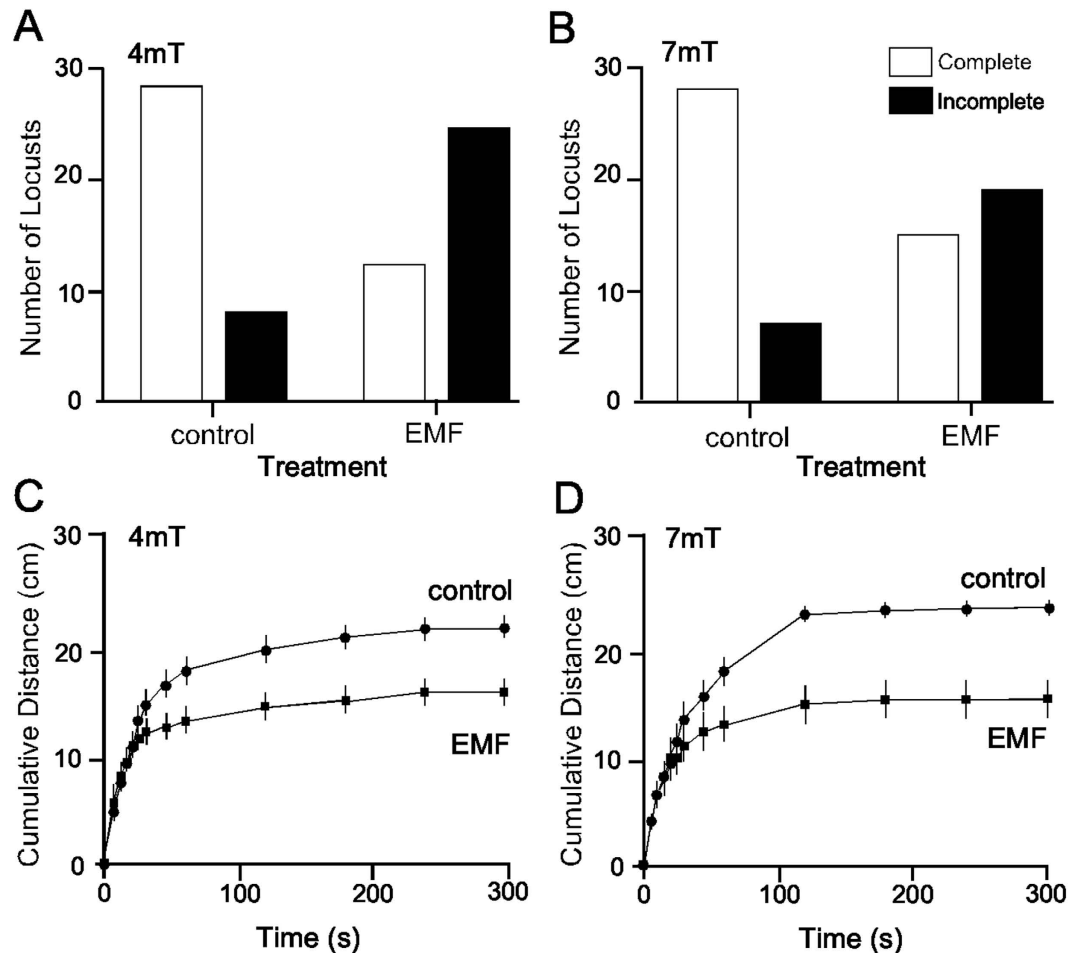 A
4mT
30
20
10
0
Number of Locusts
control
EMF
Treatment
B
7mT
Complete
Incomplete
30
20
10
0
Number of Locusts
control
EMF
Treatment
C
4mT
30
20
10
0
Cumulative Distance (cm)
control
EMF
0
100
200
300
Time (s)
D
7mT
30
20
10
0
Cumulative Distance (cm)
control
EMF
0
100
200
300
Time (s)